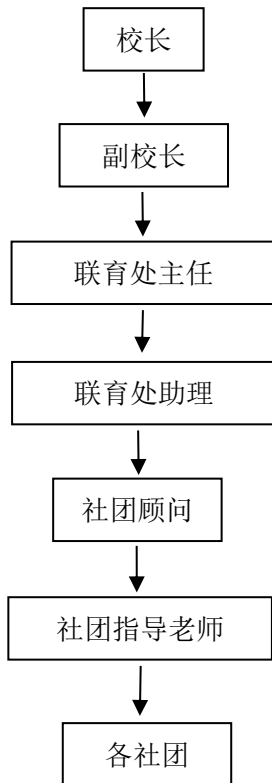 校长
副校长
联育处主任
联育处助理
社团顾问
社团指导老师
各社团